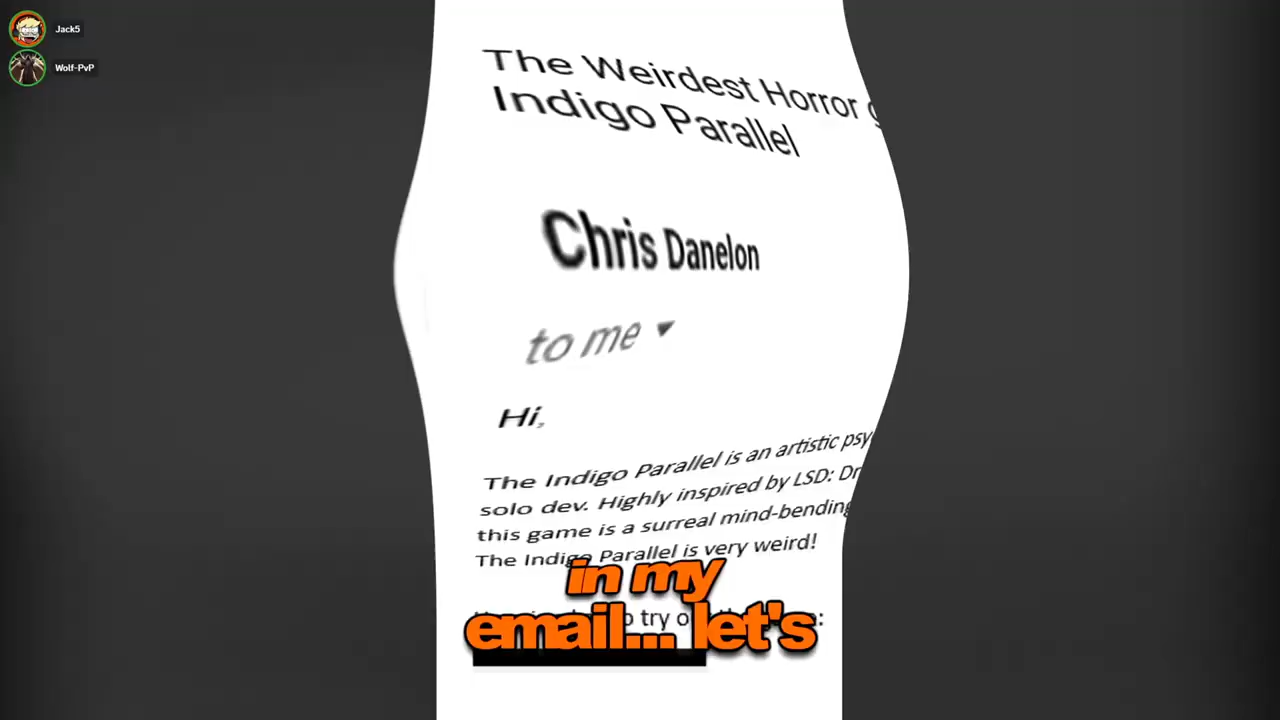 Jack5
Wolf-PvP
The Weirdest Horror
Indigo Parallel
Chris Danelon
to me
Hi,
The Indigo Parallel is an artistic psy
solo dev. Highly inspired by LSD: Dr
this game is a surreal mind-bending
The Indigo Parallel is very weird!
in my
try
email... let's